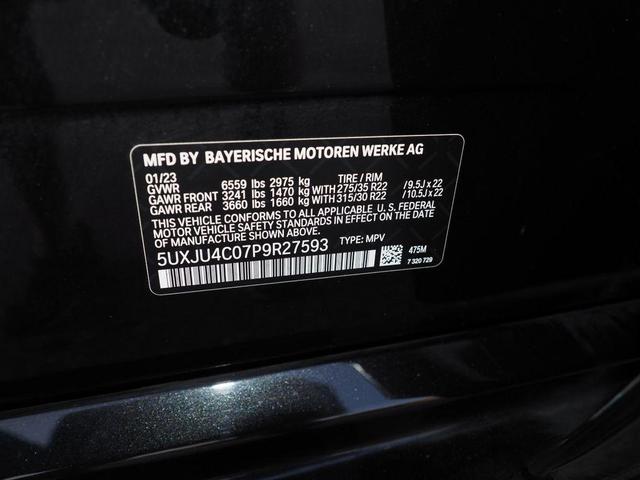 MFD BY BAYERISCHE MOTOREN WERKE AG
01/23 TIRE / RIM
GVWR 6559 lbs 2975 kg
GAWR FRONT 3241 lbs 1470 kg WITH 275/35 R22 / 9.5J x 22
GAWR REAR 3660 lbs 1660 kg WITH 315/30 R22 / 10.5J x 22
THIS VEHICLE CONFORMS TO ALL APPLICABLE U. S. FEDERAL
MOTOR VEHICLE SAFETY STANDARDS IN EFFECT ON THE
DATE OF MANUFACTURE SHOWN ABOVE.
5UXJU4C07P9R27593 TYPE: MPV
475M
7 320 729